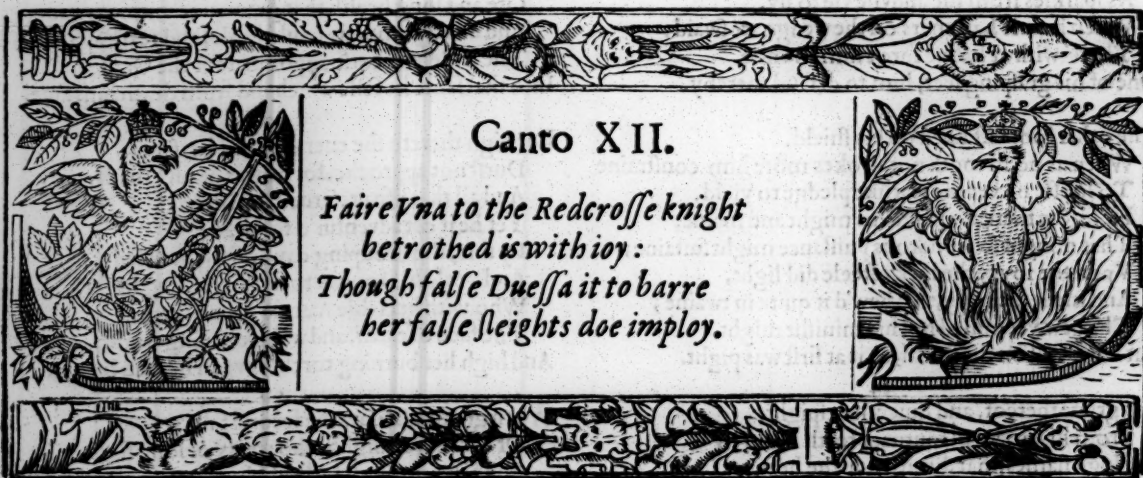 Canto XII.
Faire Vna to the Redcroſſe knight
betrothed is with ioy:
Though falſe Dueſſa it to barre
her falſe ſleights doe imploy.